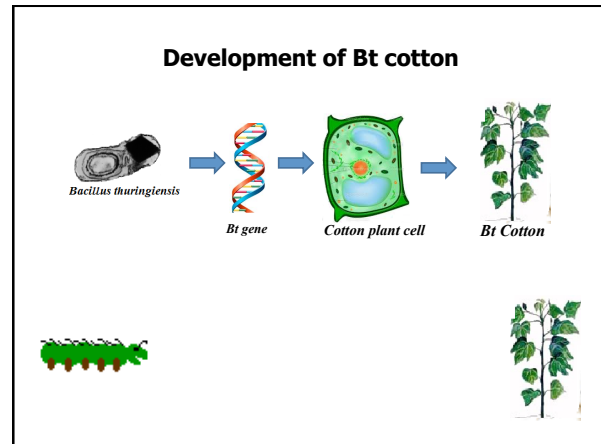 Development of Bt cotton
Bacillus thuringiensis
Bt gene
Cotton plant cell
Bt Cotton